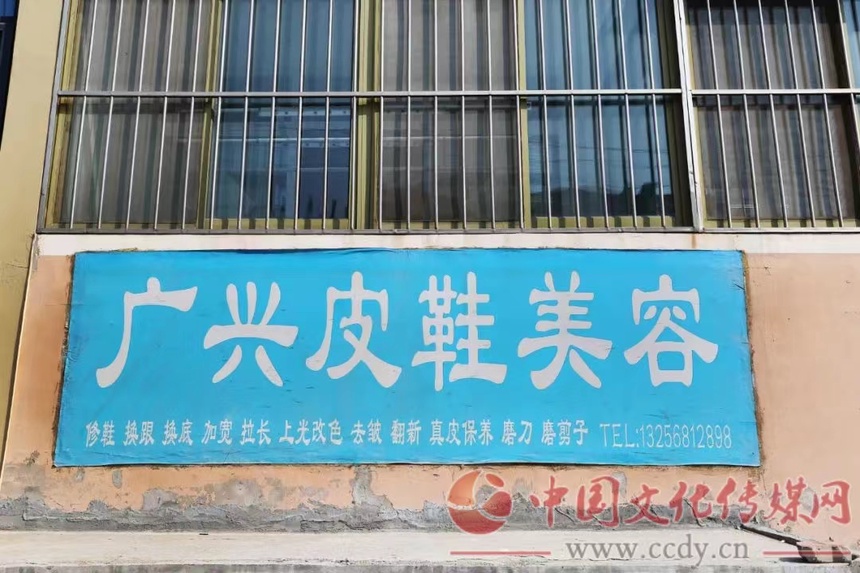 广兴皮鞋美容
修鞋 换跟 换底 加宽 拉长 上光改色 去皱 翻新 真皮保养 磨刀 磨剪子 TEL:13256812898
中国文化传媒网
www.ccdy.cn